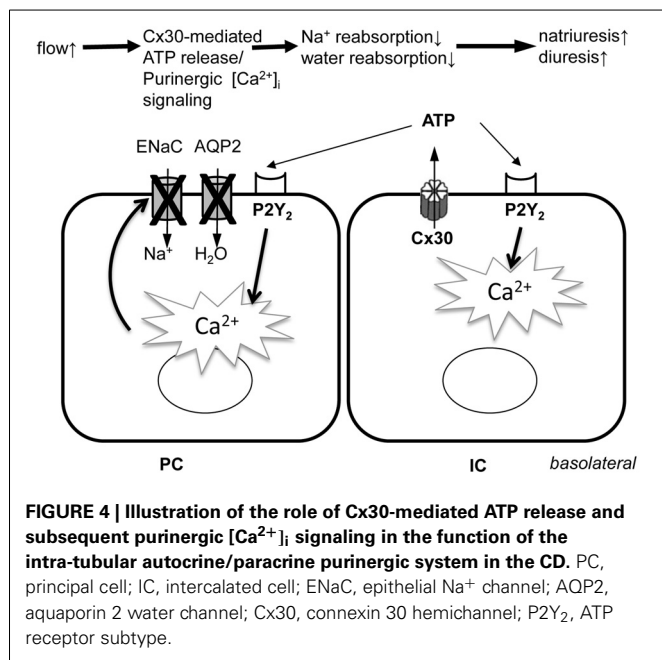 flow↑
Cx30-mediated
ATP release/
Purinergic [Ca²⁺]ᵢ
signaling
Na⁺ reabsorption↓
water reabsorption↓
natriuresis↑
diuresis↑
ATP
ENaC AQP2
P2Y₂
Na⁺ H₂O
Ca²⁺
PC
Cx30
P2Y₂
Ca²⁺
IC
basolateral
FIGURE 4 | Illustration of the role of Cx30-mediated ATP release and
subsequent purinergic [Ca²⁺]ᵢ signaling in the function of the
intra-tubular autocrine/paracrine purinergic system in the CD. PC,
principal cell; IC, intercalated cell; ENaC, epithelial Na⁺ channel; AQP2,
aquaporin 2 water channel; Cx30, connexin 30 hemichannel; P2Y₂, ATP
receptor subtype.